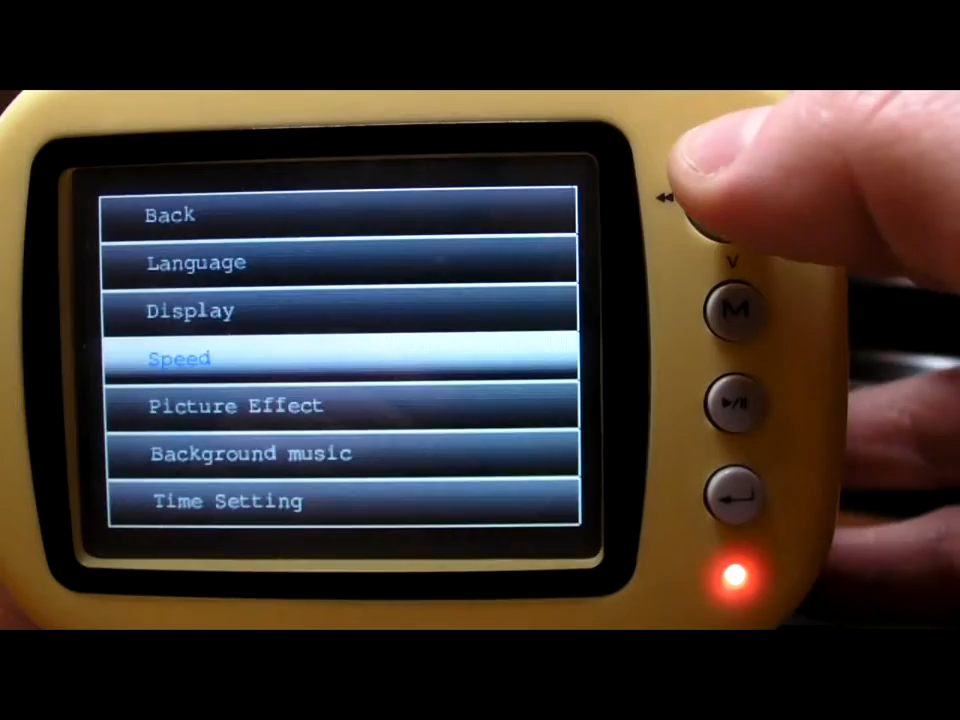 Back
Language
Display
Speed
Picture Effect
Background music
Time Setting
V
M